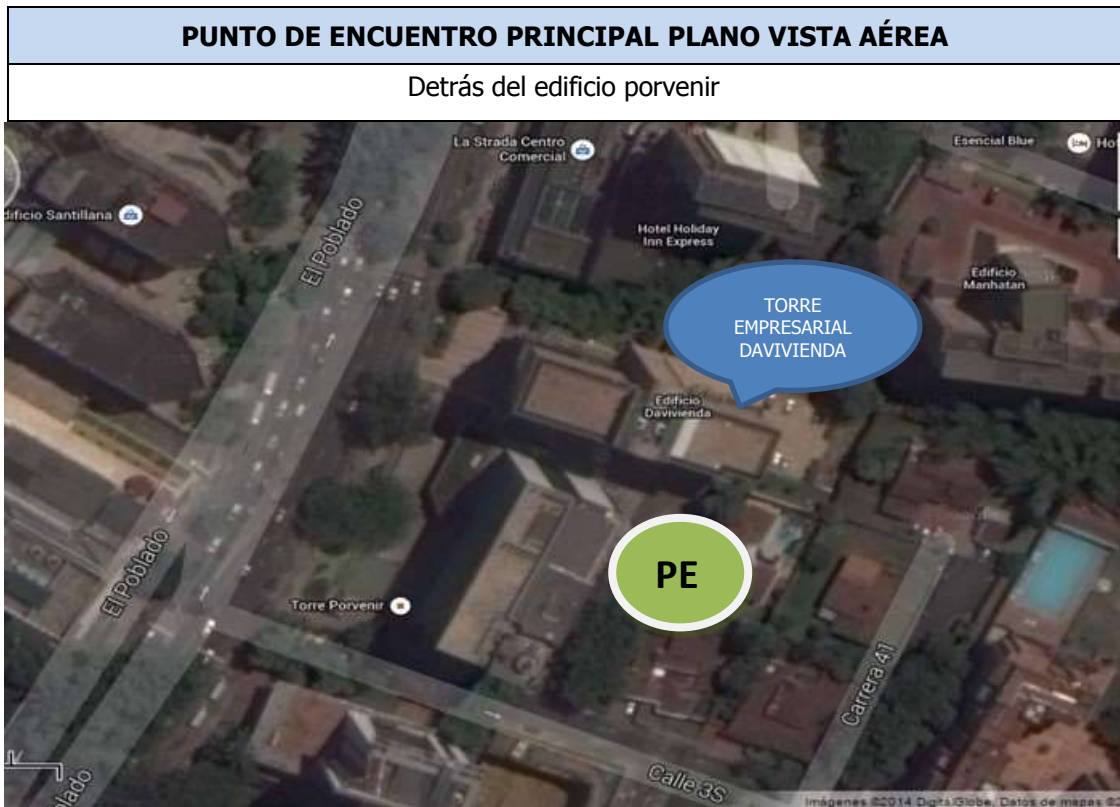 PUNTO DE ENCUENTRO PRINCIPAL PLANO VISTA AÉREA
Detrás del edificio porvenir
La Strada Centro
Comercial
Esencial Blue
Hot
dificio Santillana
El Poblado
Hotel Holiday
Inn Express
Edificio
Manhatan
TORRE
EMPRESARIAL
DAVIVIENDA
Edificio
Davivienda
PE
El Poblado
Torre Porvenir
Carrera 41
Calle 3S
oblado
Imágenes ©2014 DigitalGlobe, Datos de mapas